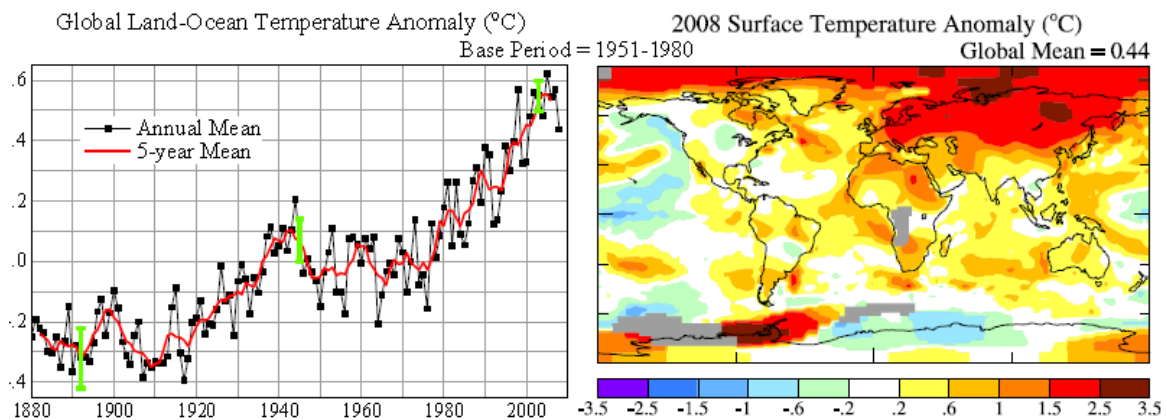 Global Land-Ocean Temperature Anomaly (°C)
2008 Surface Temperature Anomaly (°C)
Base Period = 1951-1980
Global Mean = 0.44
.6
.4
.2
.0
-.2
-.4
Annual Mean
5-year Mean
1880 1900 1920 1940 1960 1980 2000
-3.5 -2.5 -1.5 -1 -.6 -.2 .2 .6 1 1.5 2.5 3.5